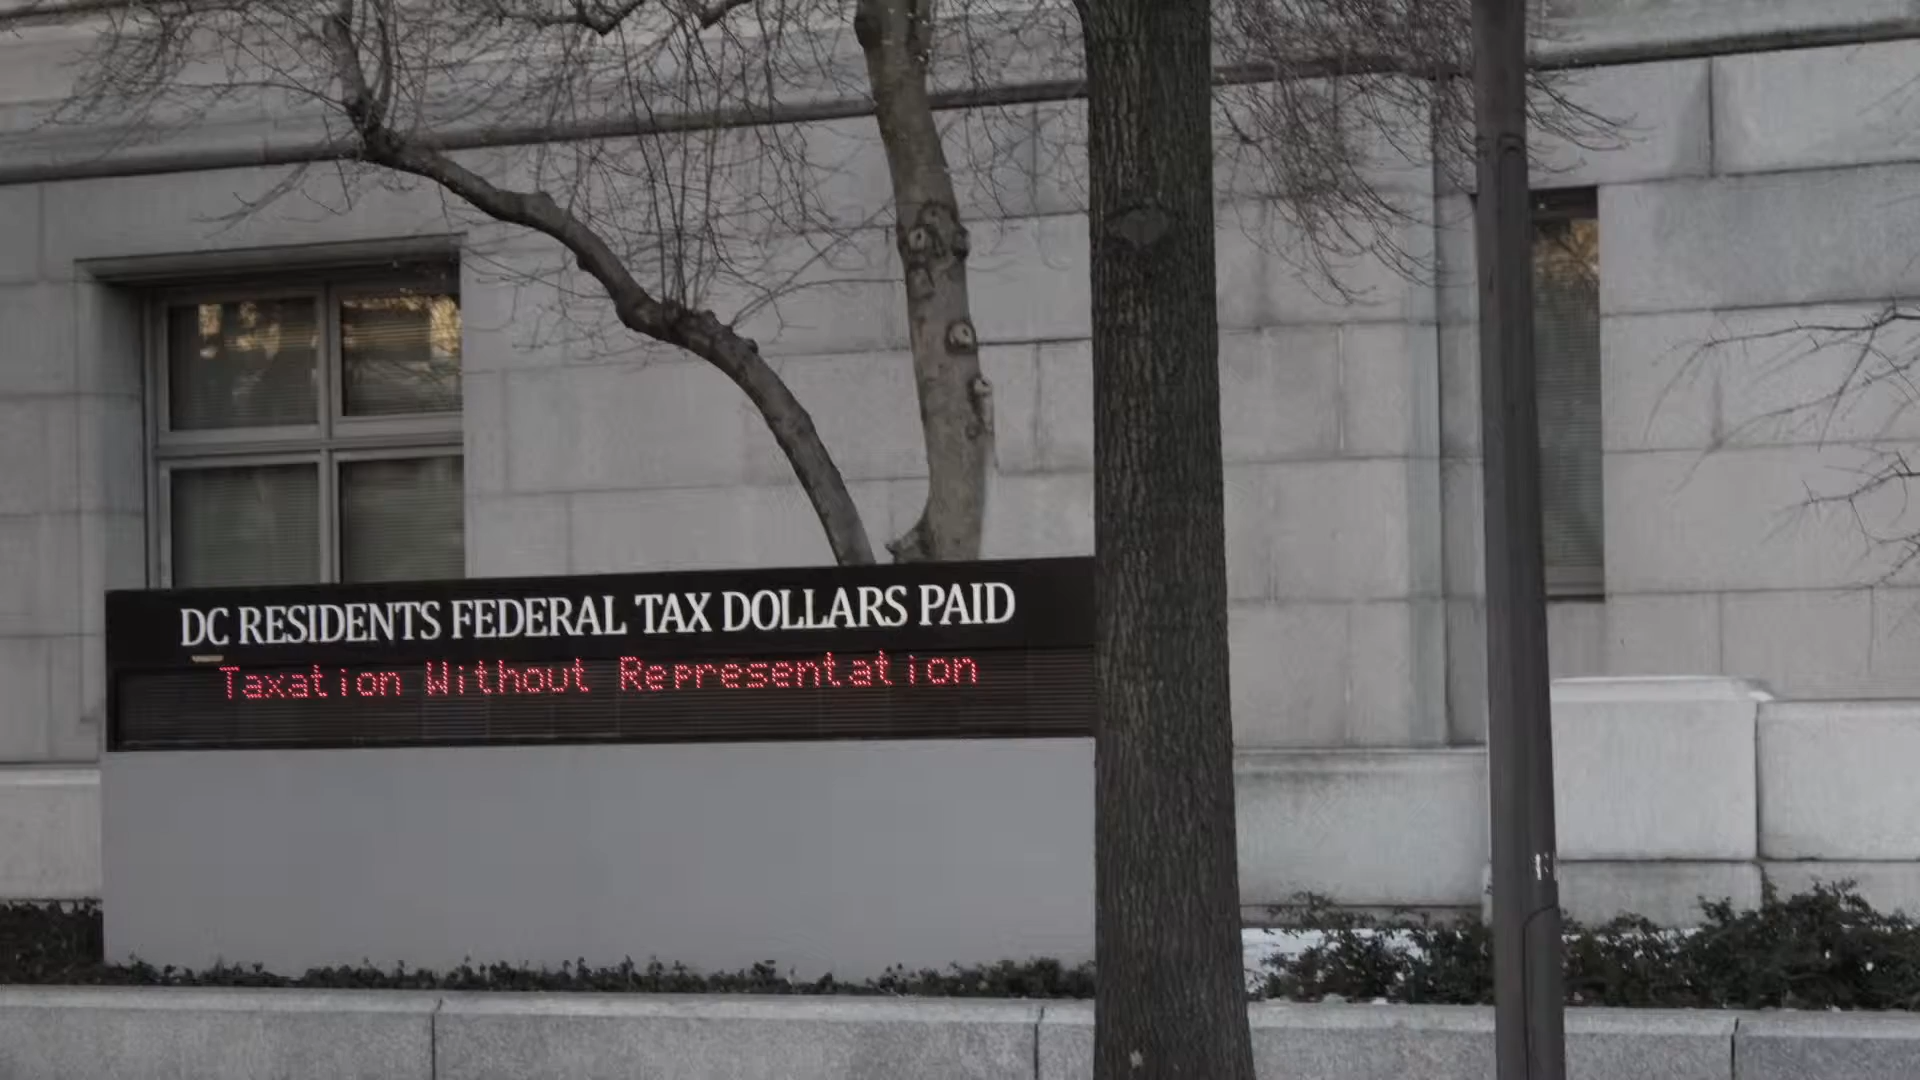 DC RESIDENTS FEDERAL TAX DOLLARS PAID
Taxation Without Representation